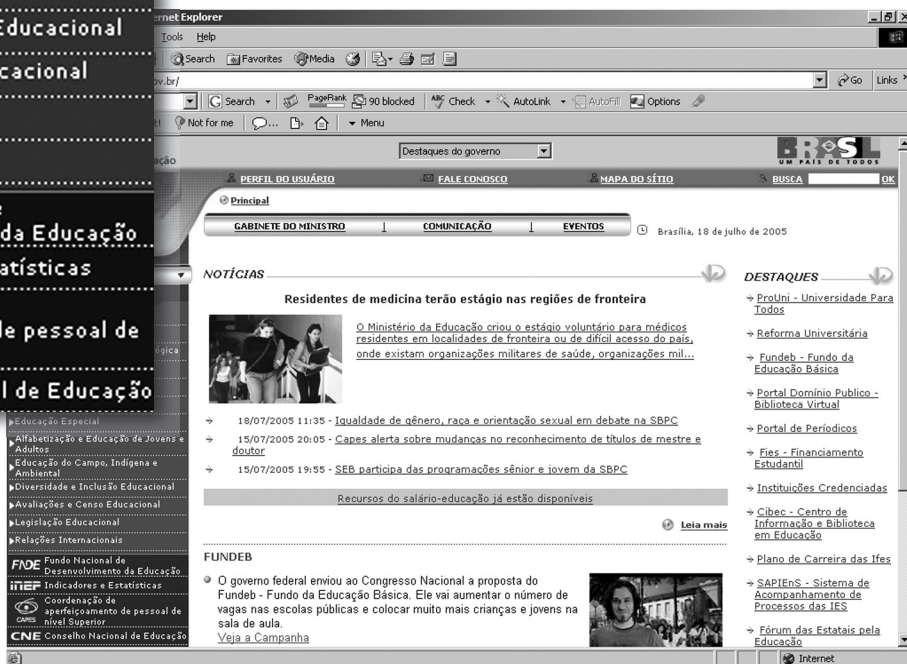 Educacional
cacional
da Educação
atísticas
de pessoal de
l de Educação
ernet Explorer
Tools Help
Search Favorites Media
ov.br/
Go Links
Search PageRank 90 blocked Check AutoLink AutoFill Options
Not for me Menu
ação
Destaques do governo
BRASIL
UM PAÍS DE TODOS
PERFIL DO USUÁRIO FALE CONOSCO MAPA DO SÍTIO BUSCA OK
Principal
GABINETE DO MINISTRO | COMUNICAÇÃO | EVENTOS
Brasília, 18 de julho de 2005
NOTÍCIAS
Residentes de medicina terão estágio nas regiões de fronteira
O Ministério da Educação criou o estágio voluntário para médicos
residentes em localidades de fronteira ou de difícil acesso do país,
onde existam organizações militares de saúde, organizações mil...
18/07/2005 11:35 - Igualdade de gênero, raça e orientação sexual em debate na SBPC
15/07/2005 20:05 - Capes alerta sobre mudanças no reconhecimento de títulos de mestre e
doutor
15/07/2005 19:55 - SEB participa das programações sênior e jovem da SBPC
Recursos do salário-educação já estão disponíveis
Leia mais
FUNDEB
O governo federal enviou ao Congresso Nacional a proposta do
Fundeb - Fundo da Educação Básica. Ele vai aumentar o número de
vagas nas escolas públicas e colocar muito mais crianças e jovens na
sala de aula.
Veja a Campanha
DESTAQUES
ProUni - Universidade Para
Todos
Reforma Universitária
Fundeb - Fundo da
Educação Básica
Portal Domínio Publico -
Biblioteca Virtual
Portal de Periódicos
Fies - Financiamento
Estudantil
Instituições Credenciadas
Cibec - Centro de
Informação e Biblioteca
em Educação
Plano de Carreira das Ifes
SAPIEnS - Sistema de
Acompanhamento de
Processos das IES
Fórum das Estatais pela
Educação
ógica
Educação Especial
Alfabetização e Educação de Jovens e
Adultos
Educação do Campo, Indígena e
Ambiental
Diversidade e Inclusão Educacional
Avaliações e Censo Educacional
Legislação Educacional
Relações Internacionais
FNDE Fundo Nacional de
Desenvolvimento da Educação
INEP Indicadores e Estatísticas
CAPES Coordenação de
aperfeiçoamento de pessoal de
nível Superior
CNE Conselho Nacional de Educação
Internet